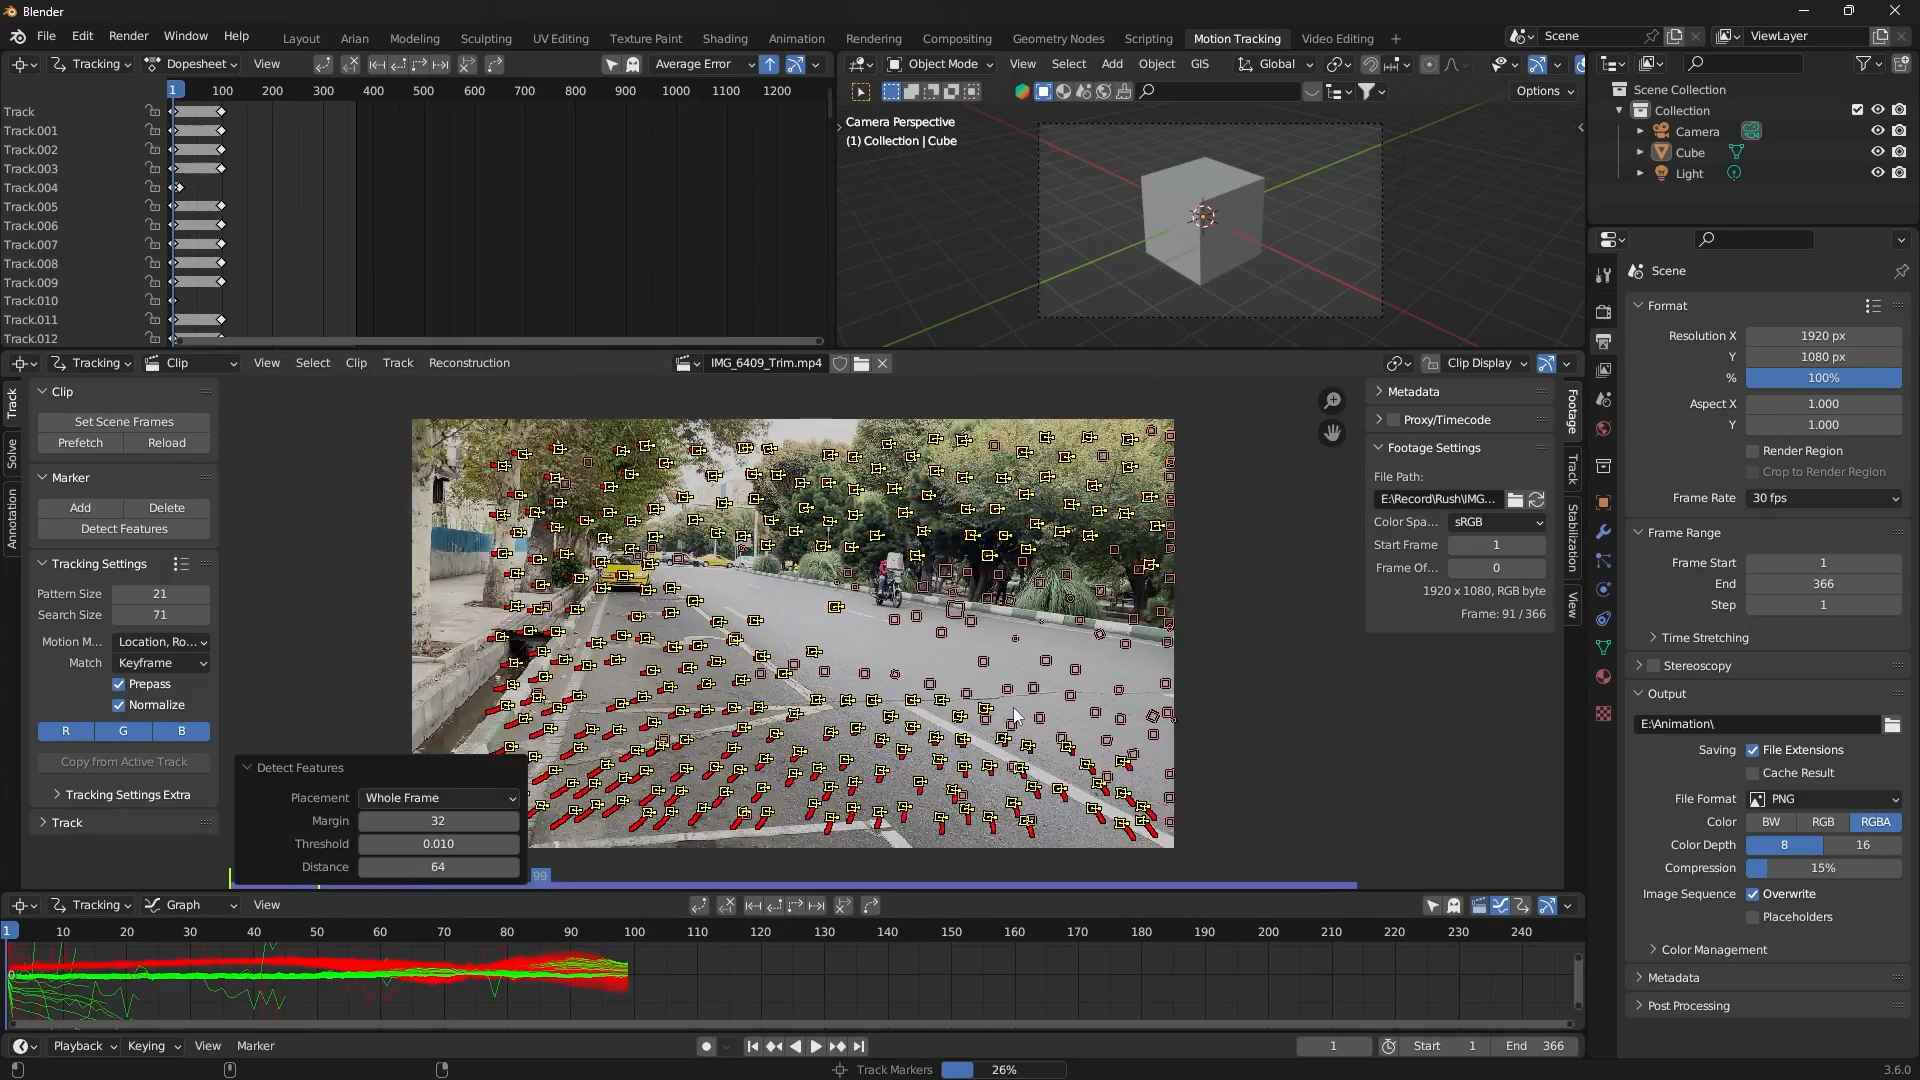 Blender
File Edit Render Window Help Layout Arian Modeling Sculpting UV Editing Texture Paint Shading Animation Rendering Compositing Geometry Nodes Scripting Motion Tracking Video Editing + Scene ViewLayer
Tracking Dopesheet View Average Error
1 100 200 300 400 500 600 700 800 900 1000 1100 1200
Track
Track.001
Track.002
Track.003
Track.004
Track.005
Track.006
Track.007
Track.008
Track.009
Track.010
Track.011
Track.012
Object Mode View Select Add Object GIS Global
Options
Camera Perspective
(1) Collection | Cube
Scene Collection
Collection
Camera
Cube
Light
Tracking Clip View Select Clip Track Reconstruction IMG_6409_Trim.mp4 Clip Display
Track
Solve
Annotation
Clip
Set Scene Frames
Prefetch Reload
Marker
Add Delete
Detect Features
Tracking Settings
Pattern Size 21
Search Size 71
Motion M... Location, Ro...
Match Keyframe
Prepass
Normalize
R G B
Copy from Active Track
Tracking Settings Extra
Track
Detect Features
Placement Whole Frame
Margin 32
Threshold 0.010
Distance 64
99
Metadata
Proxy/Timecode
Footage Settings
File Path:
E:\Record\Rush\IMG...
Color Spa... sRGB
Start Frame 1
Frame Of... 0
1920 x 1080, RGB byte
Frame: 91 / 366
Footage
Track
Stabilization
View
Scene
Format
Resolution X 1920 px
Y 1080 px
% 100%
Aspect X 1.000
Y 1.000
Render Region
Crop to Render Region
Frame Rate 30 fps
Frame Range
Frame Start 1
End 366
Step 1
Time Stretching
Stereoscopy
Output
E:\Animation\
Saving File Extensions
Cache Result
File Format PNG
Color BW RGB RGBA
Color Depth 8 16
Compression 15%
Image Sequence Overwrite
Placeholders
Color Management
Metadata
Post Processing
Tracking Graph View
1 10 20 30 40 50 60 70 80 90 100 110 120 130 140 150 160 170 180 190 200 210 220 230 240
0
Playback Keying View Marker 1 Start 1 End 366
Track Markers 26% 3.6.0